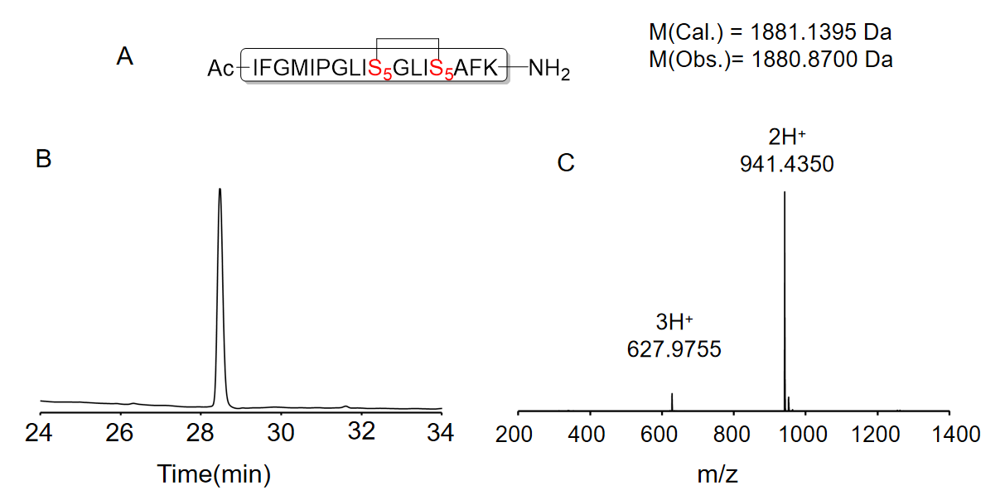 A
Ac IFGMIPGLIS₅GLIS₅AFK NH₂
M(Cal.) = 1881.1395 Da
M(Obs.)= 1880.8700 Da
B
24 26 28 30 32 34
Time(min)
C
2H⁺
941.4350
3H⁺
627.9755
200 400 600 800 1000 1200 1400
m/z